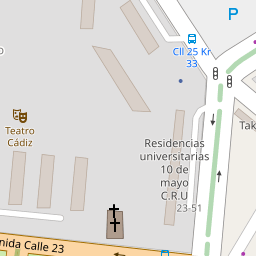 P
Cll 25 Kr
33
Teatro
Cádiz
Tak
Residencias
universitarias
10 de
mayo
C.R.U
23-51
nida Calle 23